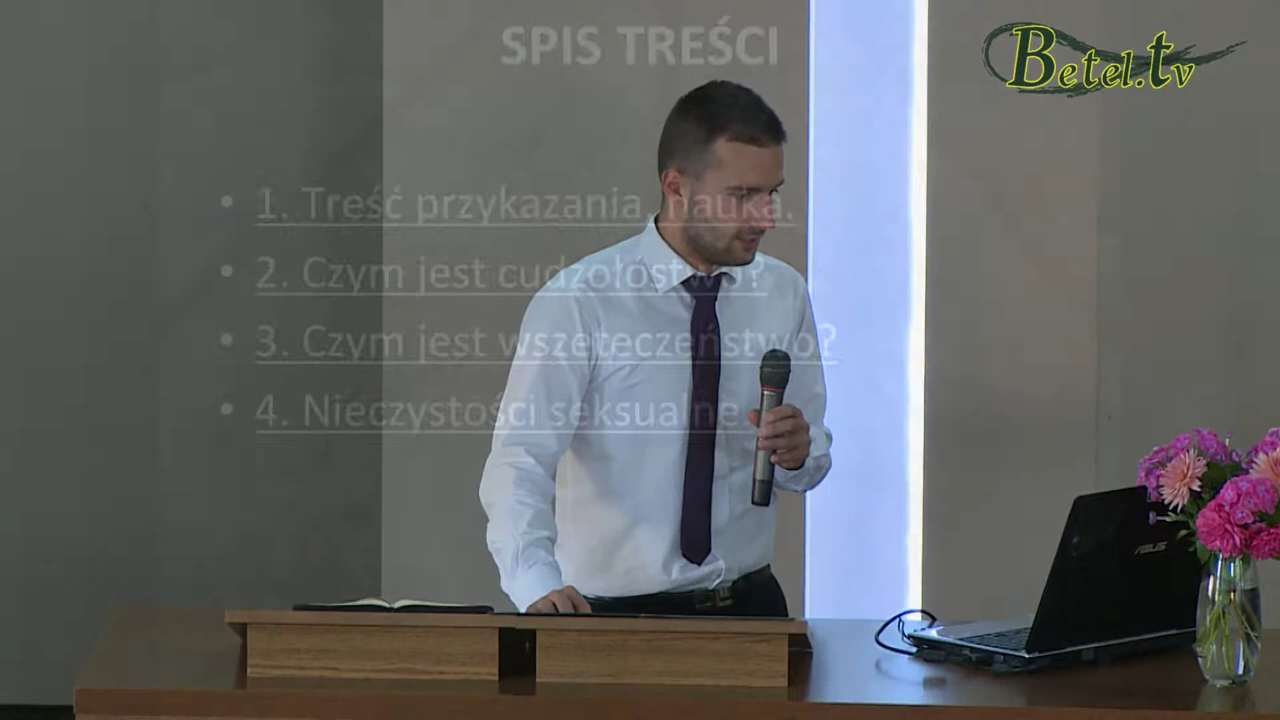 SPIS TREŚCI
Betel.tv
• 1. Treść przykazania, nauka.
• 2. Czym jest cudzołóstwo?
• 3. Czym jest wszeteczeństwo?
• 4. Nieczystości seksualne.
ASUS